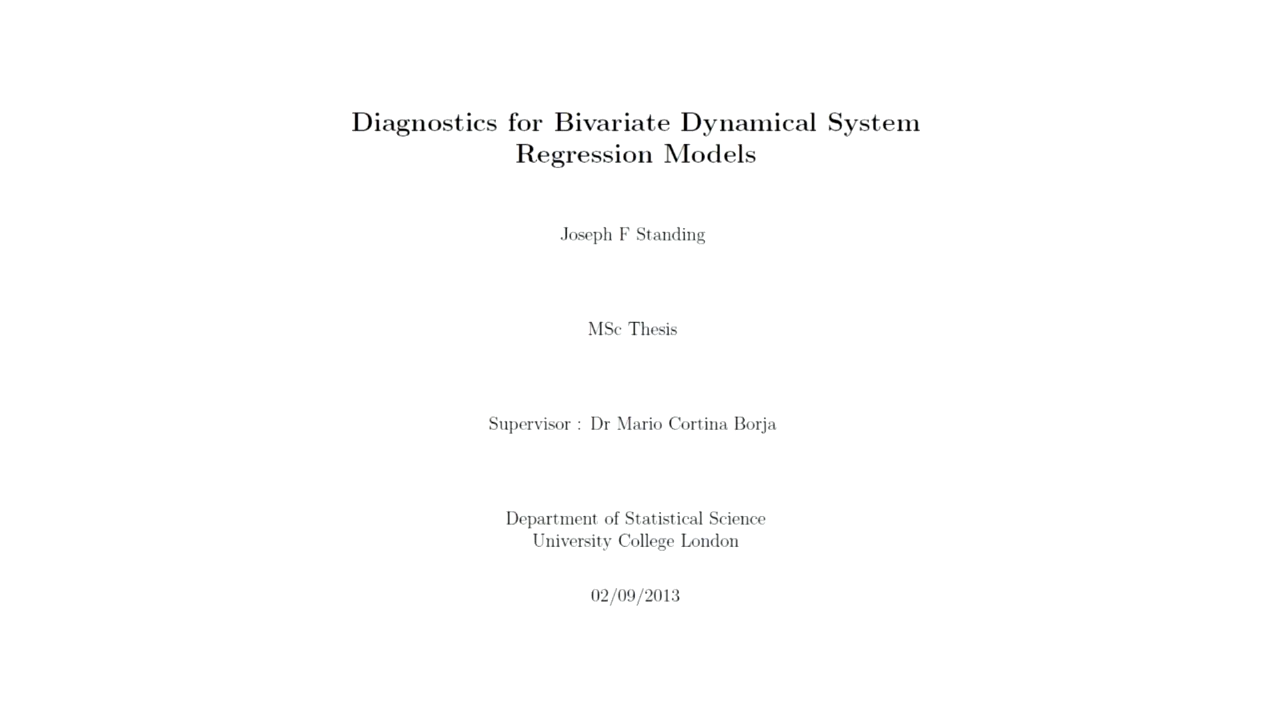 Diagnostics for Bivariate Dynamical System
Regression Models
Joseph F Standing
MSc Thesis
Supervisor : Dr Mario Cortina Borja
Department of Statistical Science
University College London
02/09/2013